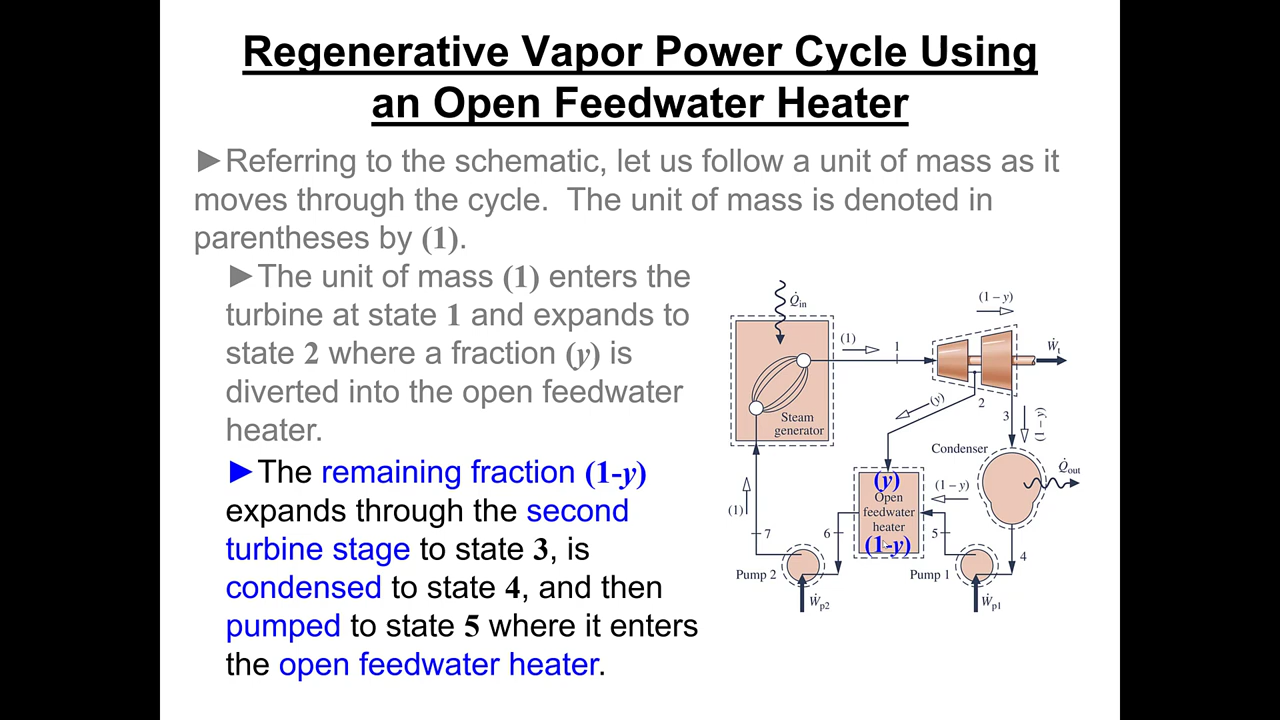 Regenerative Vapor Power Cycle Using
an Open Feedwater Heater
►Referring to the schematic, let us follow a unit of mass as it
moves through the cycle.  The unit of mass is denoted in
parentheses by (1).
►The unit of mass (1) enters the
turbine at state 1 and expands to
state 2 where a fraction (y) is
diverted into the open feedwater
heater.
►The remaining fraction (1-y)
expands through the second
turbine stage to state 3, is
condensed to state 4, and then
pumped to state 5 where it enters
the open feedwater heater.
Q̇in
(1 – y)
(1)
1
Ẇt
(y)
2
3
(1–y)
Steam
generator
Condenser
Q̇out
(y)
Open
feedwater
heater
(1-y)
(1 – y)
(1)
7
6
5
4
Pump 2
Pump 1
Ẇp2
Ẇp1